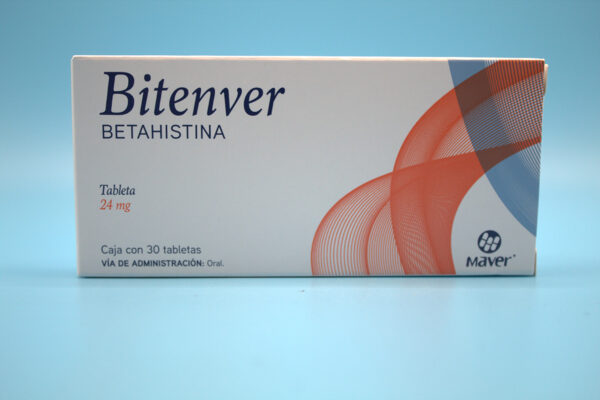 Bitenver
BETAHISTINA
Tableta
24 mg
Caja con 30 tabletas
VÍA DE ADMINISTRACIÓN: Oral.
Maver®